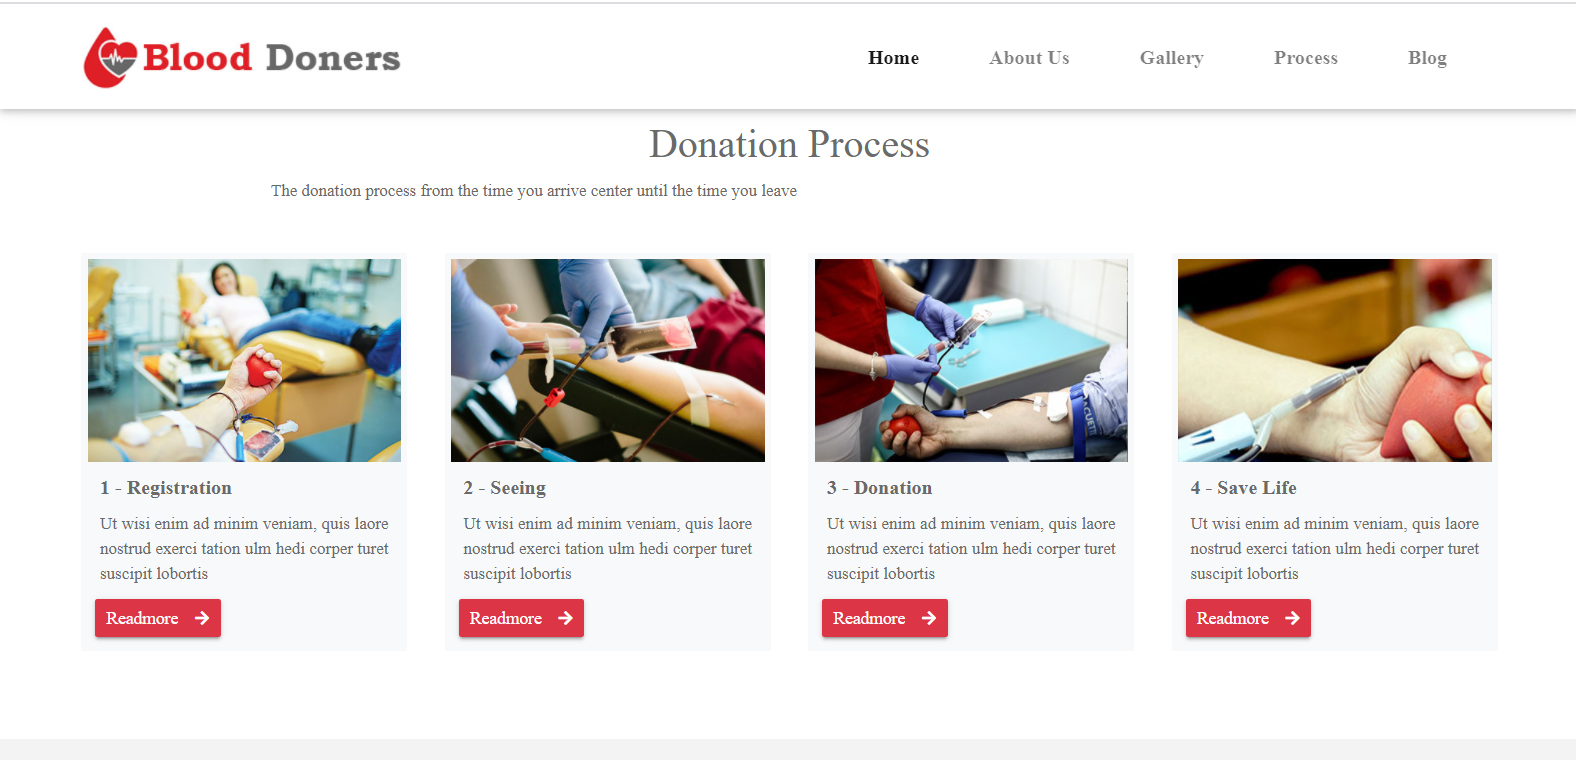 Blood Doners
Home About Us Gallery Process Blog
Donation Process
The donation process from the time you arrive center until the time you leave
1 - Registration
Ut wisi enim ad minim veniam, quis laore
nostrud exerci tation ulm hedi corper turet
suscipit lobortis
Readmore
2 - Seeing
Ut wisi enim ad minim veniam, quis laore
nostrud exerci tation ulm hedi corper turet
suscipit lobortis
Readmore
3 - Donation
Ut wisi enim ad minim veniam, quis laore
nostrud exerci tation ulm hedi corper turet
suscipit lobortis
Readmore
4 - Save Life
Ut wisi enim ad minim veniam, quis laore
nostrud exerci tation ulm hedi corper turet
suscipit lobortis
Readmore